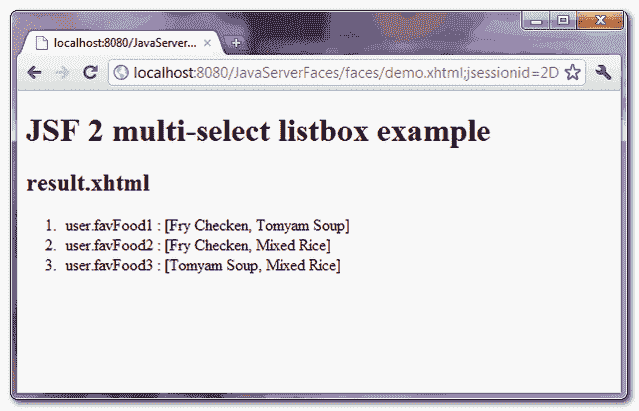 localhost:8080/JavaServer...
localhost:8080/JavaServerFaces/faces/demo.xhtml;jsessionid=2D
JSF 2 multi-select listbox example
result.xhtml
1. user.favFood1 : [Fry Checken, Tomyam Soup]
2. user.favFood2 : [Fry Checken, Mixed Rice]
3. user.favFood3 : [Tomyam Soup, Mixed Rice]